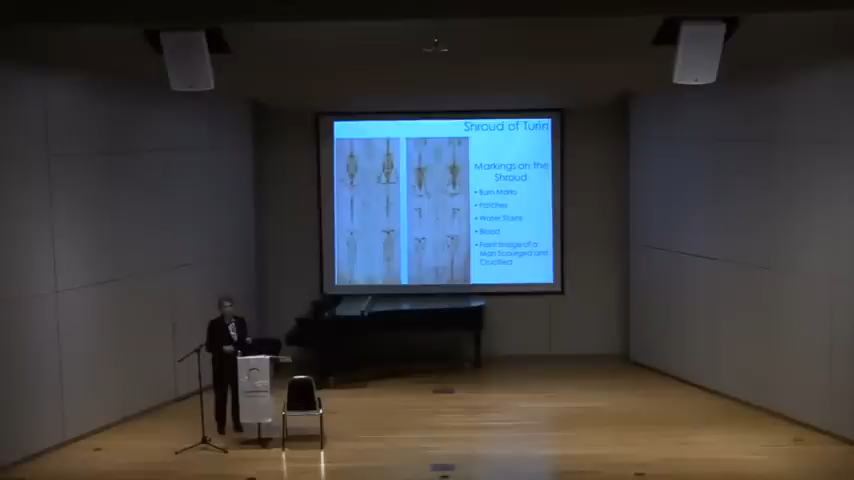 Shroud of Turin
Markings on the
Shroud
• Burn Marks
• Patches
• Water Stains
• Blood
• Faint Image of a
Man Scourged and
Crucified